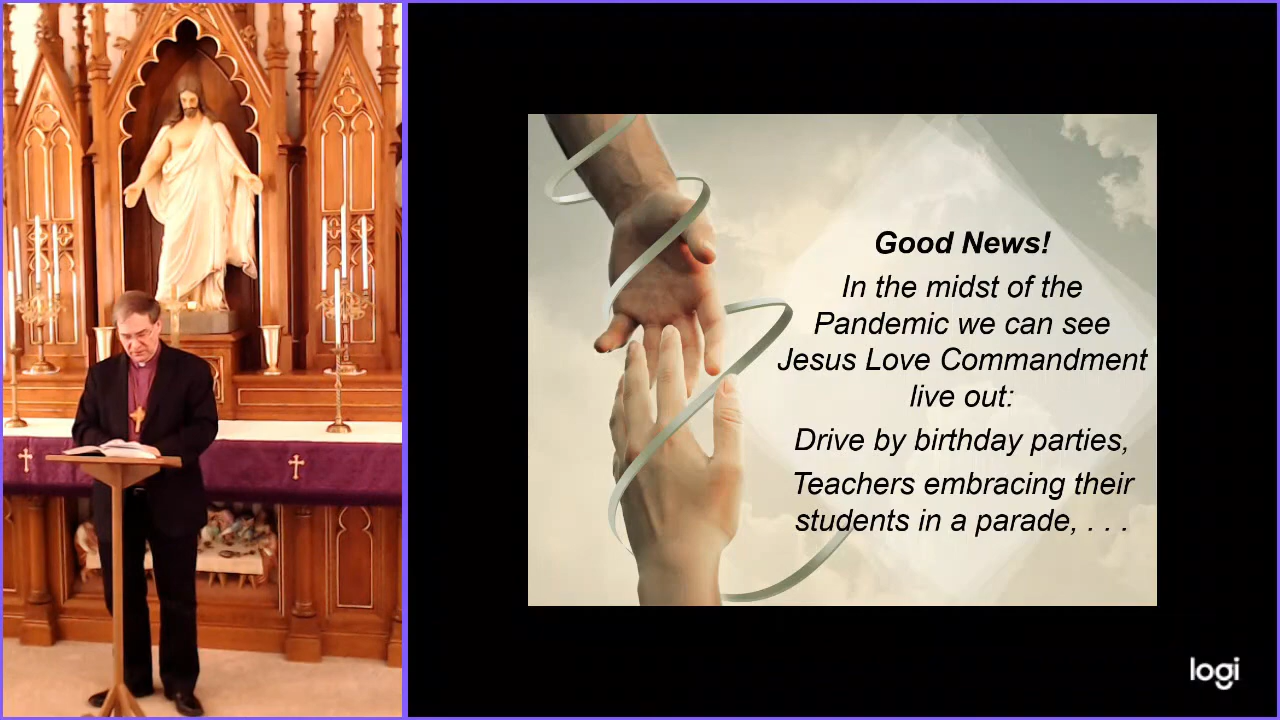 Good News!
In the midst of the
Pandemic we can see
Jesus Love Commandment
live out:
Drive by birthday parties,
Teachers embracing their
students in a parade, . . .
logi